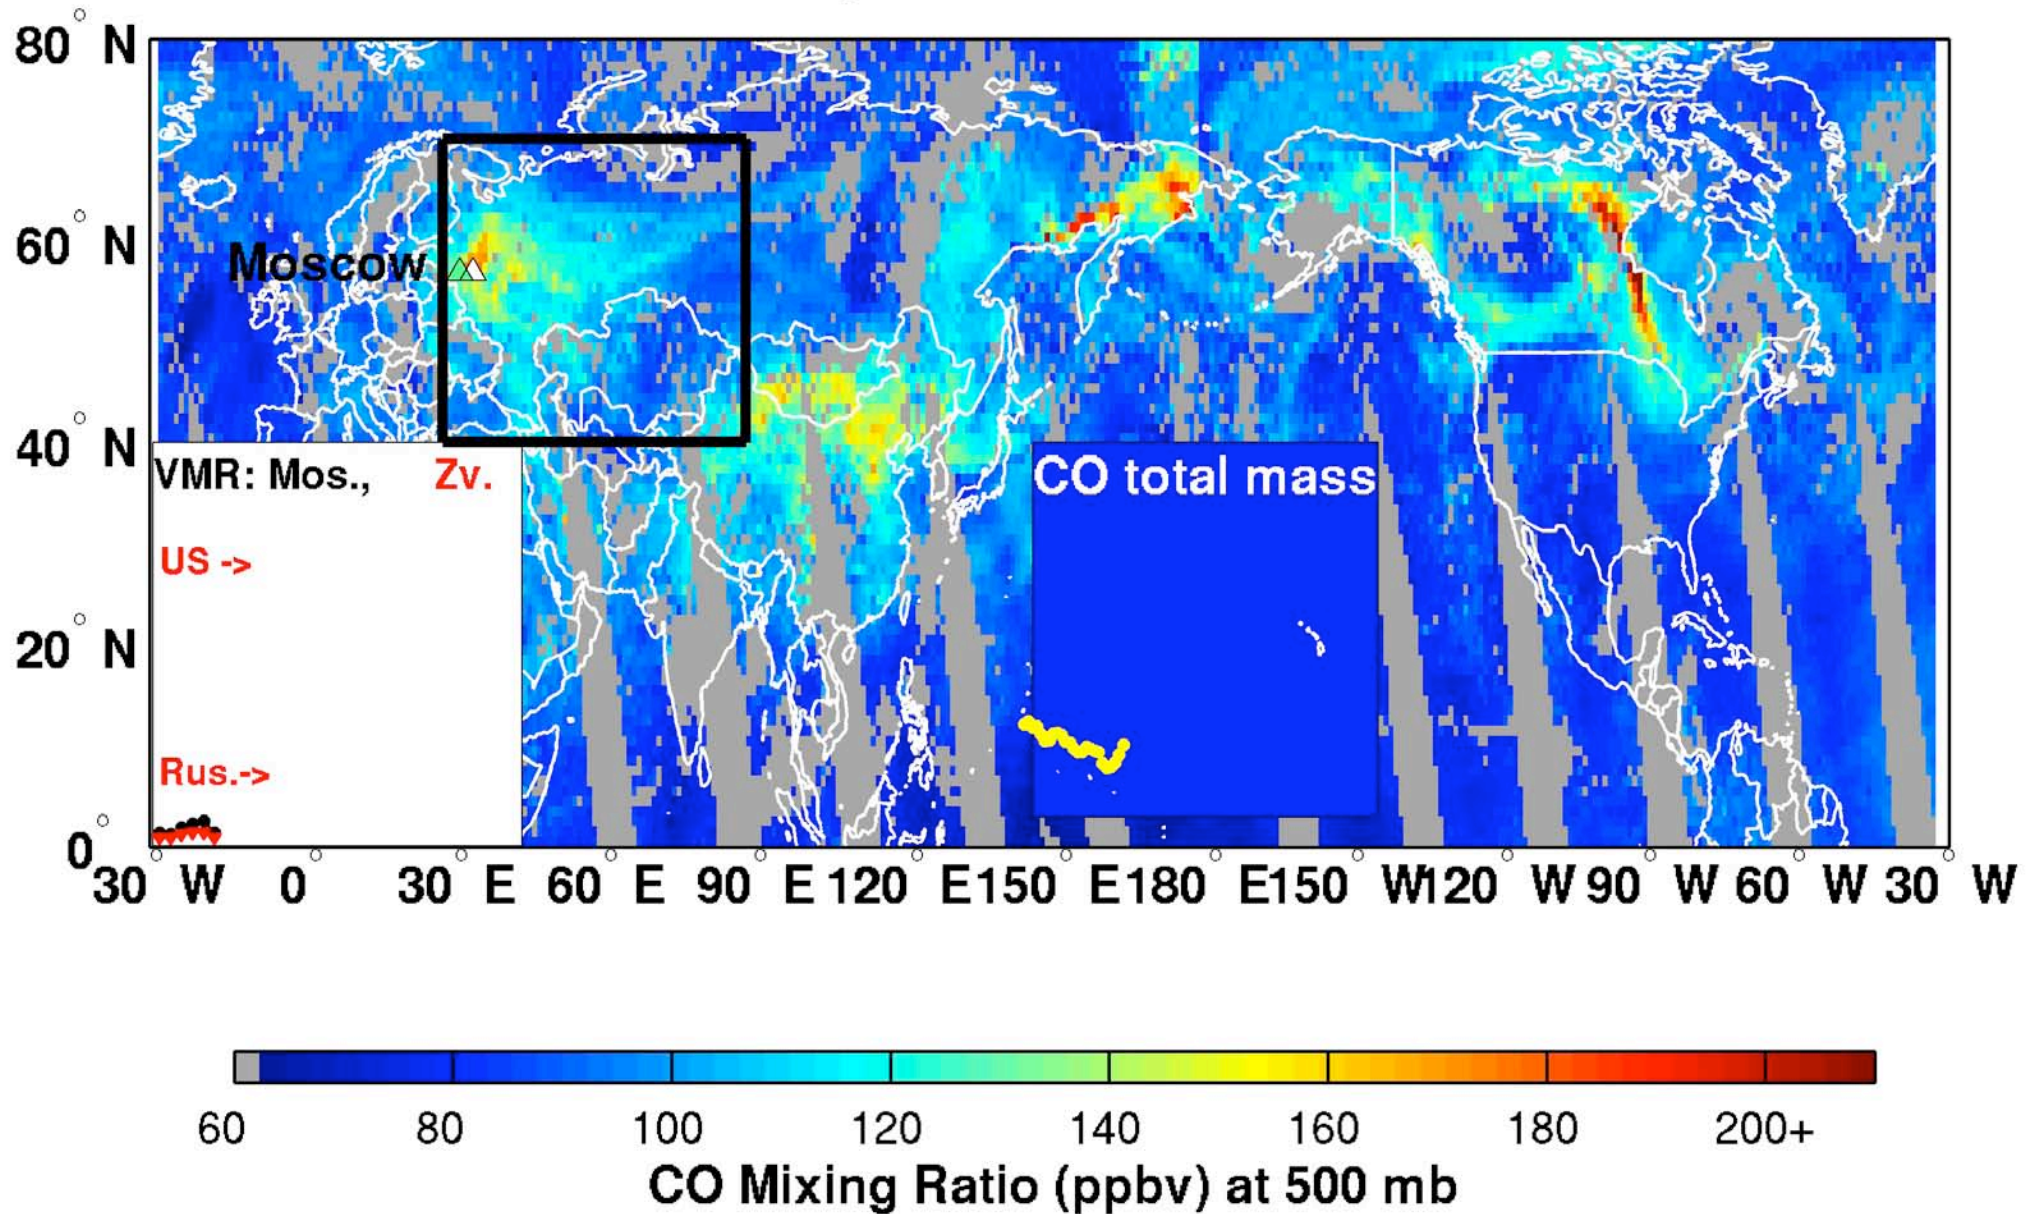 80° N
60° N
Moscow
40° N
VMR: Mos., Zv.
CO total mass
US ->
20° N
Rus.->
0°
30° W 0° 30° E 60° E 90° E 120° E 150° E 180° E 150° W 120° W 90° W 60° W 30° W
60 80 100 120 140 160 180 200+
CO Mixing Ratio (ppbv) at 500 mb